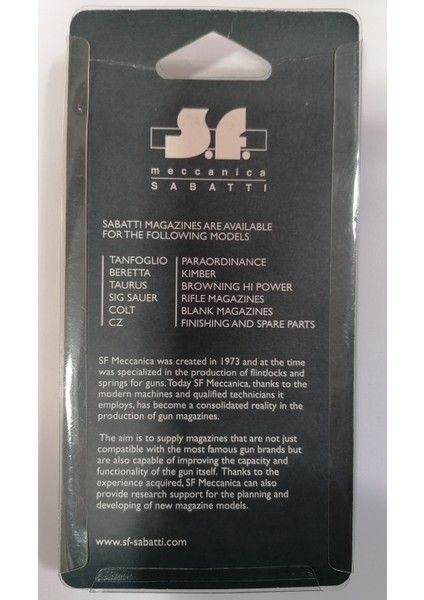 S.F.
meccanica
SABATTI
SABATTI MAGAZINES ARE AVAILABLE
FOR THE FOLLOWING MODELS
TANFOGLIO
BERETTA
TAURUS
SIG SAUER
COLT
CZ
PARAORDINANCE
KIMBER
BROWNING HI POWER
RIFLE MAGAZINES
BLANK MAGAZINES
FINISHING AND SPARE PARTS
SF Meccanica was created in 1973 and at the time
was specialized in the production of flintlocks and
springs for guns. Today SF Meccanica, thanks to the
modern machines and qualified technicians it
employs, has become a consolidated reality in the
production of gun magazines.
The aim is to supply magazines that are not just
compatible with the most famous gun brands but
are also capable of improving the capacity and
functionality of the gun itself. Thanks to the
experience acquired, SF Meccanica can also
provide research support for the planning and
developing of new magazine models.
www.sf-sabatti.com